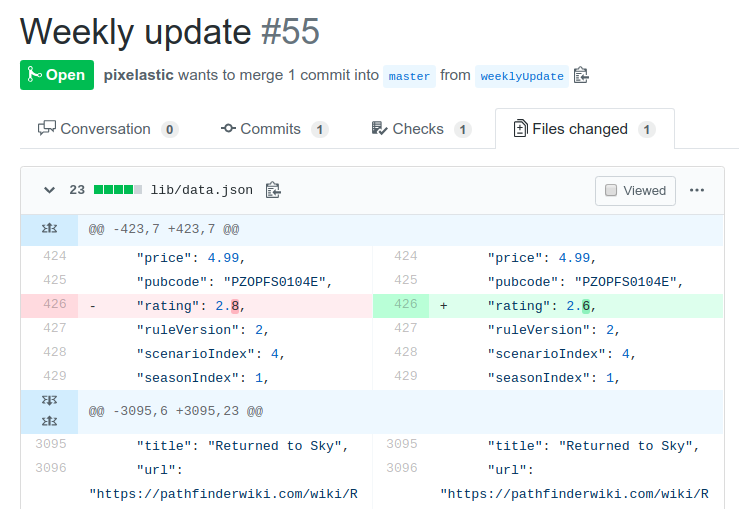 Weekly update #55
Open pixelastic wants to merge 1 commit into master from weeklyUpdate
Conversation 0 Commits 1 Checks 1 Files changed 1
23 lib/data.json Viewed
@@ -423,7 +423,7 @@
424 "price": 4.99, 424 "price": 4.99,
425 "pubcode": "PZOPFS0104E", 425 "pubcode": "PZOPFS0104E",
426 - "rating": 2.8, 426 + "rating": 2.6,
427 "ruleVersion": 2, 427 "ruleVersion": 2,
428 "scenarioIndex": 4, 428 "scenarioIndex": 4,
429 "seasonIndex": 1, 429 "seasonIndex": 1,
@@ -3095,6 +3095,23 @@
3095 "title": "Returned to Sky", 3095 "title": "Returned to Sky",
3096 "url": 3096 "url":
"https://pathfinderwiki.com/wiki/R "https://pathfinderwiki.com/wiki/R